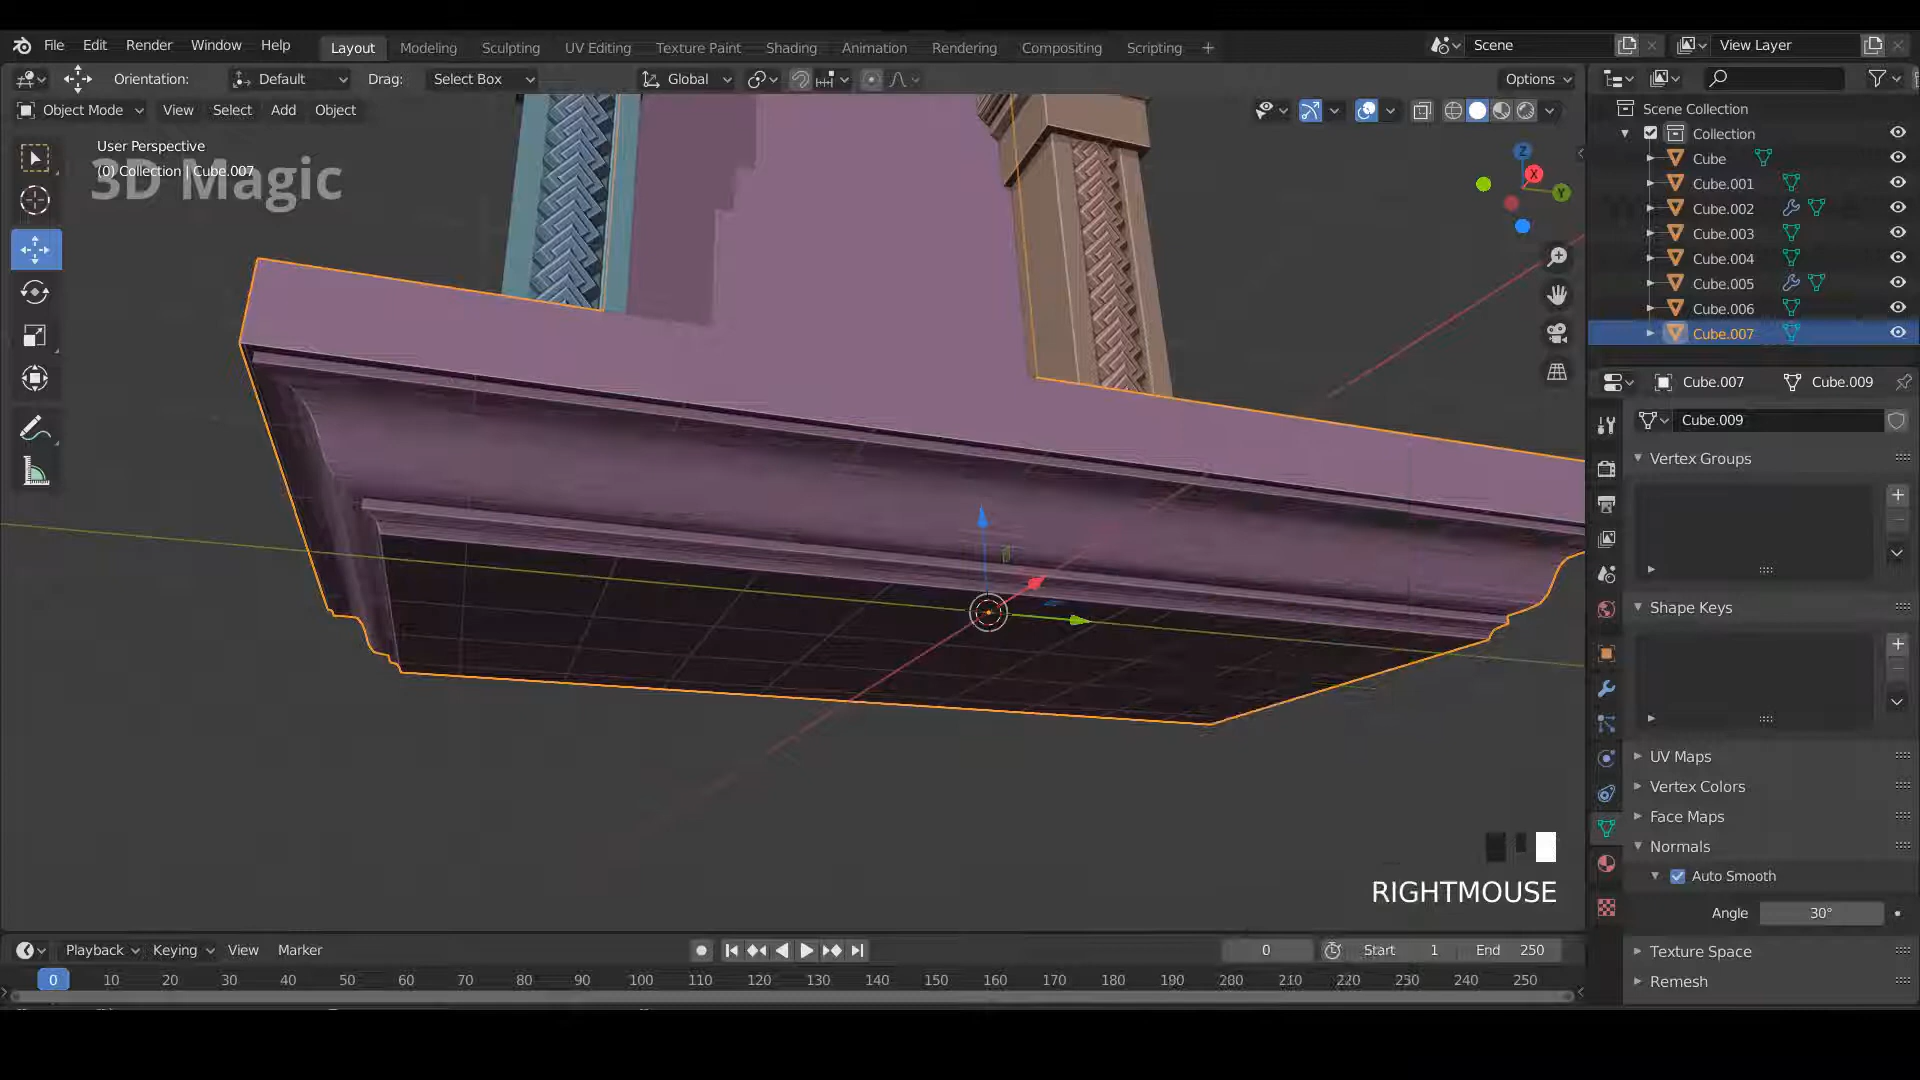 File Edit Render Window Help Layout Modeling Sculpting UV Editing Texture Paint Shading Animation Rendering Compositing Scripting + Scene View Layer
Orientation: Default Drag: Select Box Global Options
Object Mode View Select Add Object
User Perspective
(0) Collection | Cube.007
3D Magic
Z
X
Y
Scene Collection
Collection
Cube
Cube.001
Cube.002
Cube.003
Cube.004
Cube.005
Cube.006
Cube.007
Cube.007 Cube.009
Cube.009
Vertex Groups
Shape Keys
UV Maps
Vertex Colors
Face Maps
Normals
Auto Smooth
Angle 30°
Texture Space
Remesh
RIGHTMOUSE
Playback Keying View Marker 0 Start 1 End 250
0 10 20 30 40 50 60 70 80 90 100 110 120 130 140 150 160 170 180 190 200 210 220 230 240 250